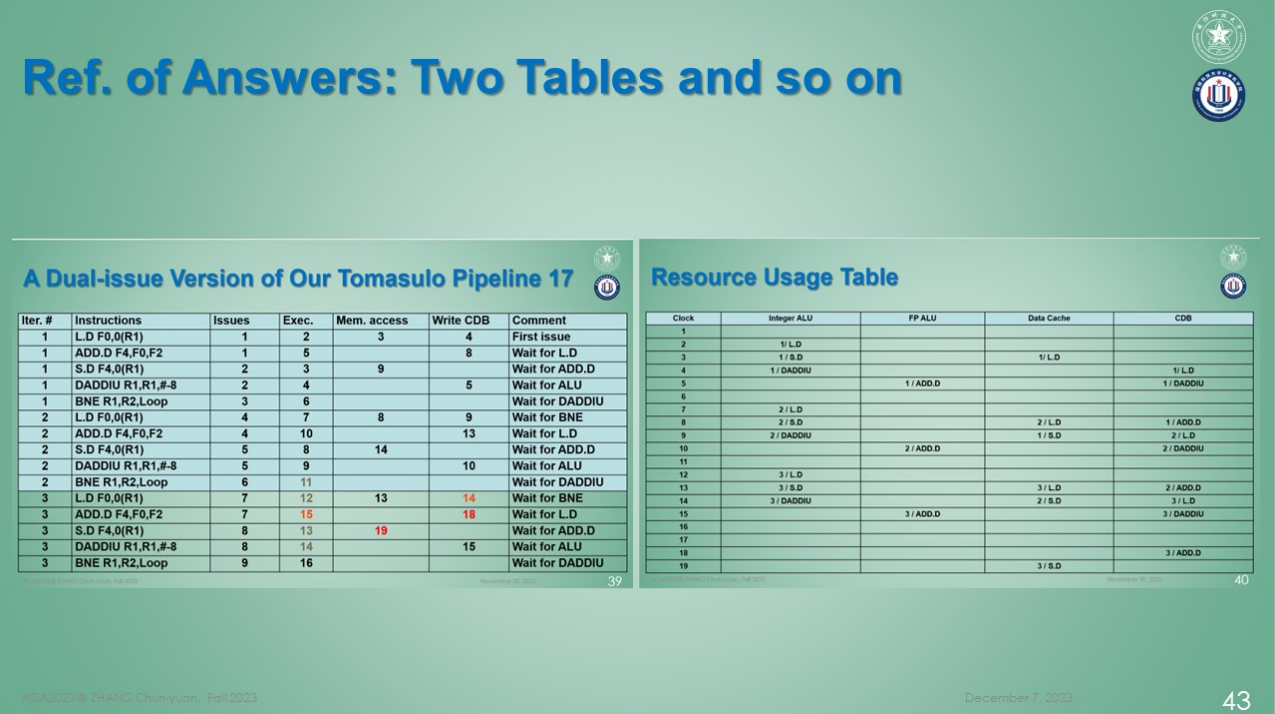 Ref. of Answers: Two Tables and so on
A Dual-issue Version of Our Tomasulo Pipeline 17
Iter. # Instructions Issues Exec. Mem. access Write CDB Comment
1 L.D F0,0(R1) 1 2 3 4 First issue
1 ADD.D F4,F0,F2 1 5 8 Wait for L.D
1 S.D F4,0(R1) 2 3 9 Wait for ADD.D
1 DADDIU R1,R1,#-8 2 4 5 Wait for ALU
1 BNE R1,R2,Loop 3 6 Wait for DADDIU
2 L.D F0,0(R1) 4 7 8 9 Wait for BNE
2 ADD.D F4,F0,F2 4 10 13 Wait for L.D
2 S.D F4,0(R1) 5 8 14 Wait for ADD.D
2 DADDIU R1,R1,#-8 5 9 10 Wait for ALU
2 BNE R1,R2,Loop 6 11 Wait for DADDIU
3 L.D F0,0(R1) 7 12 13 14 Wait for BNE
3 ADD.D F4,F0,F2 7 15 18 Wait for L.D
3 S.D F4,0(R1) 8 13 19 Wait for ADD.D
3 DADDIU R1,R1,#-8 8 14 15 Wait for ALU
3 BNE R1,R2,Loop 9 16 Wait for DADDIU
ACA2023 @ ZHANG Chun-yuan, Fall 2023 November 30, 2023 39
Resource Usage Table
Clock Integer ALU FP ALU Data Cache CDB
1
2 1/ L.D
3 1 / S.D 1/ L.D
4 1 / DADDIU 1/ L.D
5 1 / ADD.D 1 / DADDIU
6
7 2 / L.D
8 2 / S.D 2 / L.D 1 / ADD.D
9 2 / DADDIU 1 / S.D 2 / L.D
10 2 / ADD.D 2 / DADDIU
11
12 3 / L.D
13 3 / S.D 3 / L.D 2 / ADD.D
14 3 / DADDIU 2 / S.D 3 / L.D
15 3 / ADD.D 3 / DADDIU
16
17
18 3 / ADD.D
19 3 / S.D
November 30, 2023 40
ACA2023 @ ZHANG Chun-yuan, Fall 2023 December 7, 2023 43